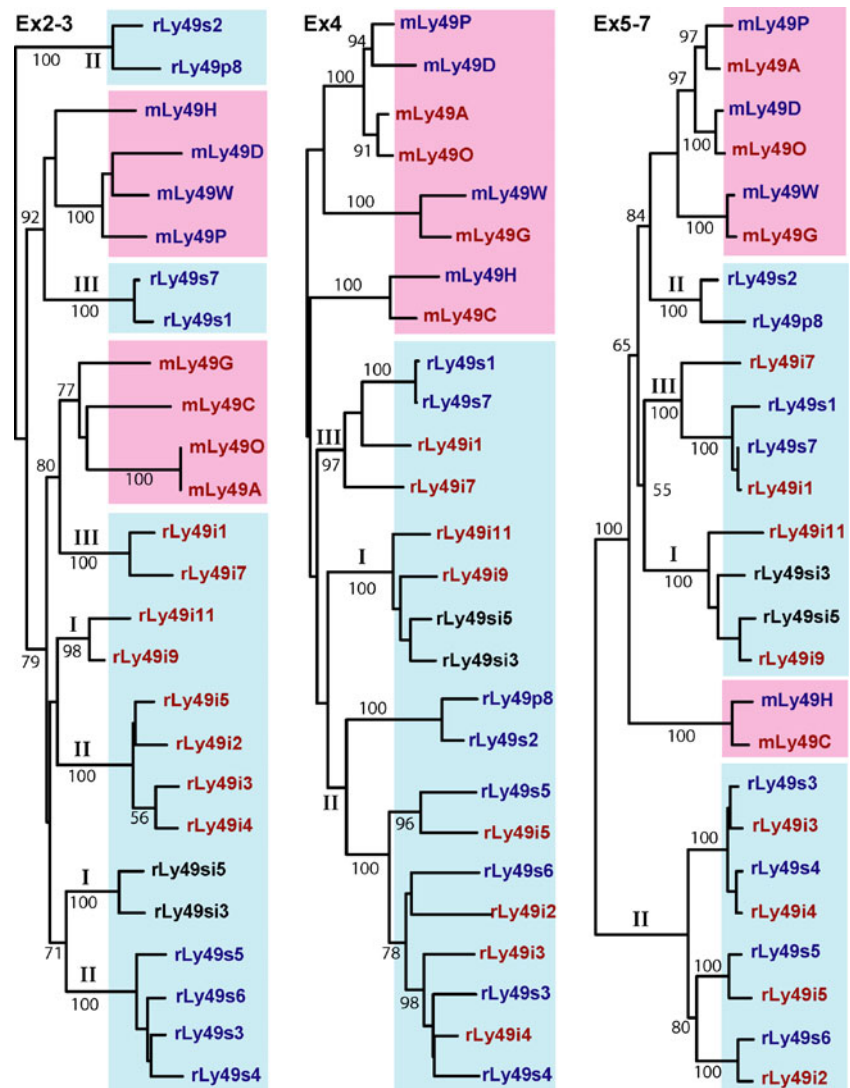 Ex2-3
rLy49s2
100 II
rLy49p8
mLy49H
mLy49D
mLy49W
100
mLy49P
92
III
rLy49s7
100
rLy49s1
mLy49G
77
mLy49C
mLy49O
100
mLy49A
80
III
rLy49i1
100
rLy49i7
rLy49i11
I
98
rLy49i9
79
rLy49i5
II
rLy49i2
100
rLy49i3
56
rLy49i4
I
rLy49si5
100
rLy49si3
71
rLy49s5
II
100
rLy49s6
rLy49s3
rLy49s4
Ex4
mLy49P
94
mLy49D
100
mLy49A
91
mLy49O
mLy49W
100
mLy49G
mLy49H
100
mLy49C
rLy49s1
100
rLy49s7
III
rLy49i1
97
rLy49i7
rLy49i11
I
100
rLy49i9
rLy49si5
rLy49si3
rLy49p8
100
rLy49s2
II
rLy49s5
96
rLy49i5
100
rLy49s6
rLy49i2
78
rLy49i3
98
rLy49s3
rLy49i4
rLy49s4
Ex5-7
mLy49P
97
mLy49A
97
mLy49D
100
mLy49O
mLy49W
100
mLy49G
84
II
rLy49s2
100
rLy49p8
65
rLy49i7
III
100
rLy49s1
100
rLy49s7
rLy49i1
55
rLy49i11
I
100
rLy49si3
rLy49si5
rLy49i9
100
mLy49H
100
mLy49C
rLy49s3
100
rLy49i3
rLy49s4
rLy49i4
II
rLy49s5
100
rLy49i5
80
rLy49s6
100
rLy49i2